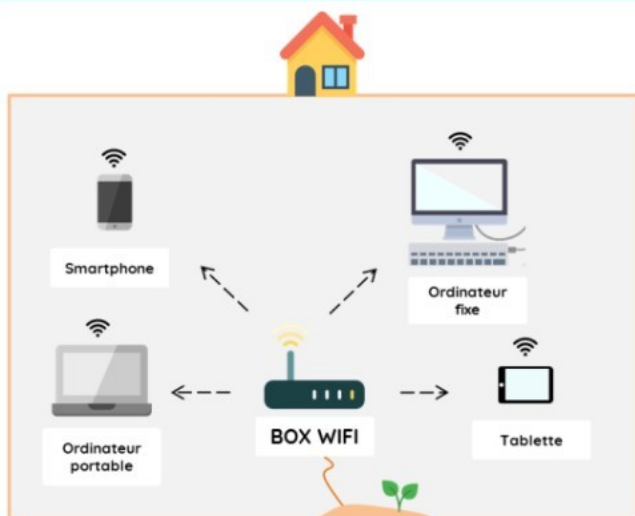 Smartphone
Ordinateur
fixe
Ordinateur
portable
BOX WIFI
Tablette